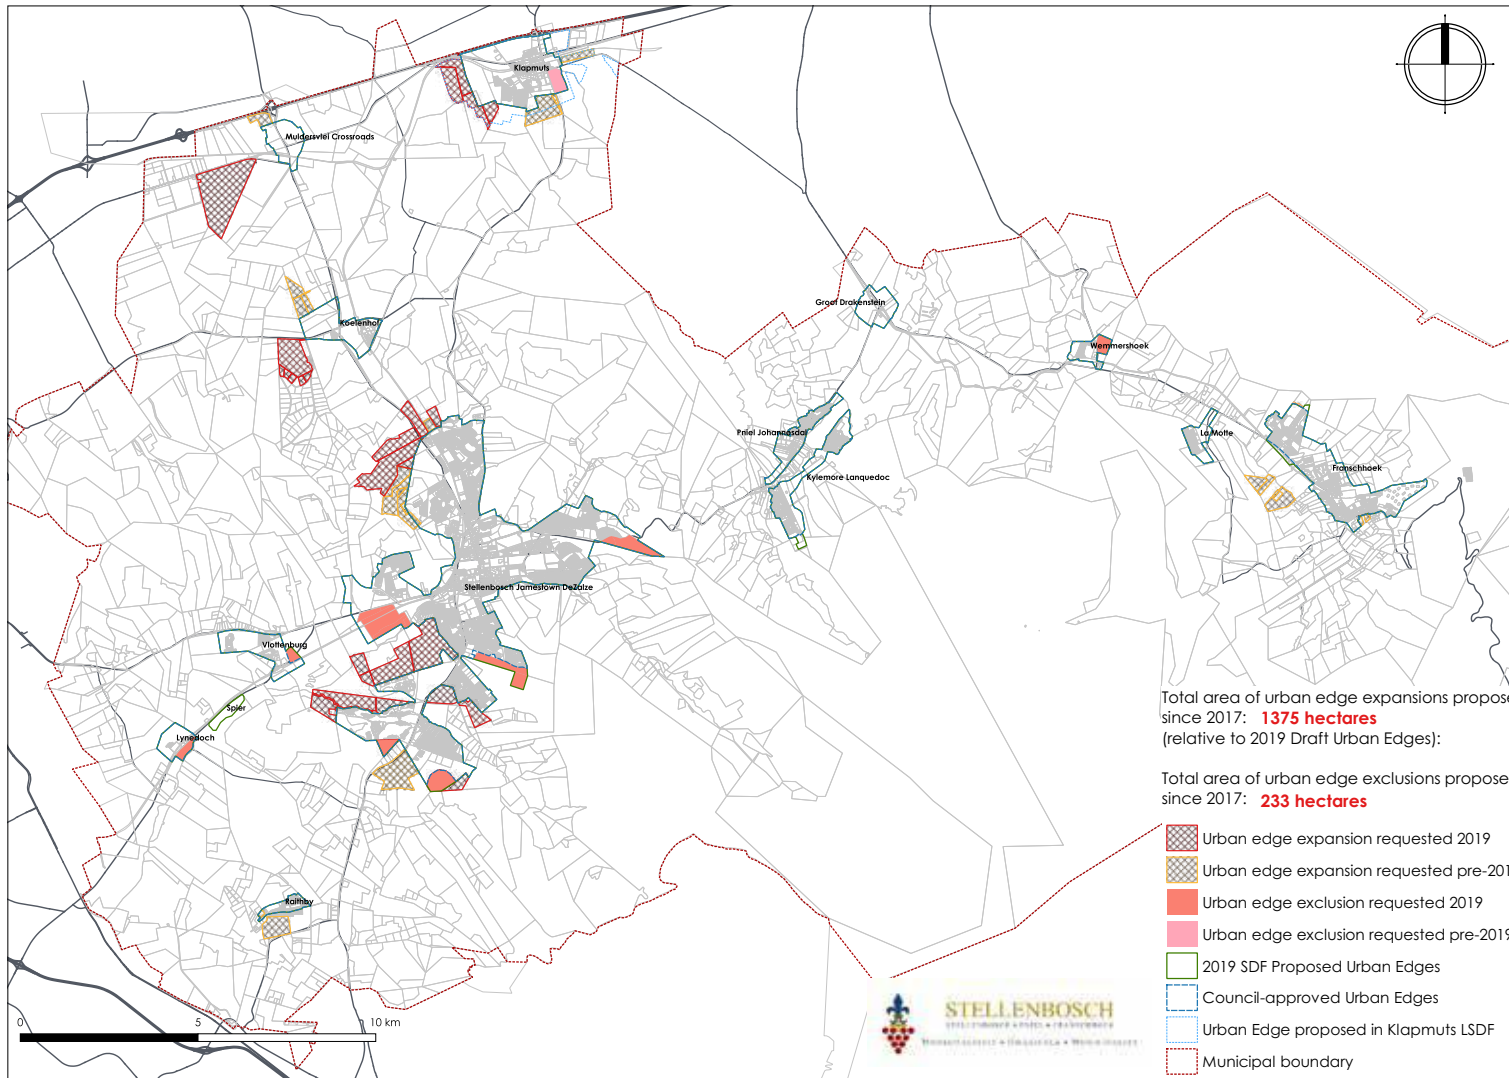 Klapmuts
Muldersvlei Crossroads
Koelenhof
Groot Drakenstein
Wemmershoek
La Motte
Franschhoek
Pniel Johannesdal
Kylemore Lanquedoc
Stellenbosch Jamestown DeZalze
Vlottenburg
Spier
Lynedoch
Raithby
Total area of urban edge expansions propose
since 2017: 1375 hectares
(relative to 2019 Draft Urban Edges):
Total area of urban edge exclusions propose
since 2017: 233 hectares
Urban edge expansion requested 2019
Urban edge expansion requested pre-201
Urban edge exclusion requested 2019
Urban edge exclusion requested pre-2019
2019 SDF Proposed Urban Edges
Council-approved Urban Edges
Urban Edge proposed in Klapmuts LSDF
Municipal boundary
0 5 10 km
STELLENBOSCH